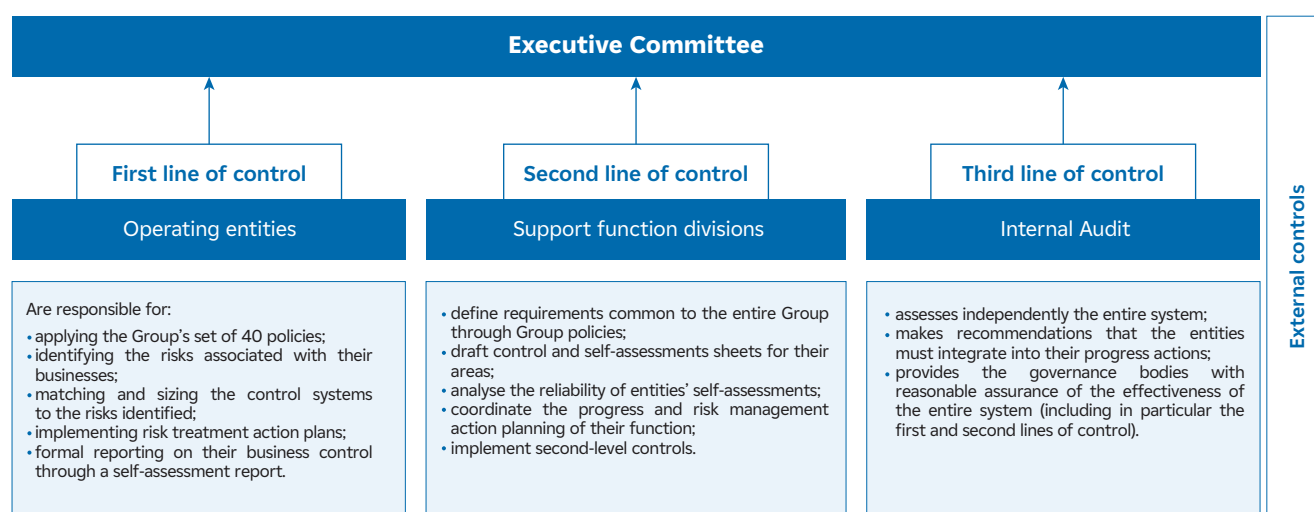 Executive Committee
First line of control
Operating entities
Are responsible for:
• applying the Group's set of 40 policies;
• identifying the risks associated with their
businesses;
• matching and sizing the control systems
to the risks identified;
• implementing risk treatment action plans;
• formal reporting on their business control
through a self-assessment report.
Second line of control
Support function divisions
• define requirements common to the entire Group
through Group policies;
• draft control and self-assessments sheets for their
areas;
• analyse the reliability of entities' self-assessments;
• coordinate the progress and risk management
action planning of their function;
• implement second-level controls.
Third line of control
Internal Audit
• assesses independently the entire system;
• makes recommendations that the entities
must integrate into their progress actions;
• provides the governance bodies with
reasonable assurance of the effectiveness of
the entire system (including in particular the
first and second lines of control).
External controls